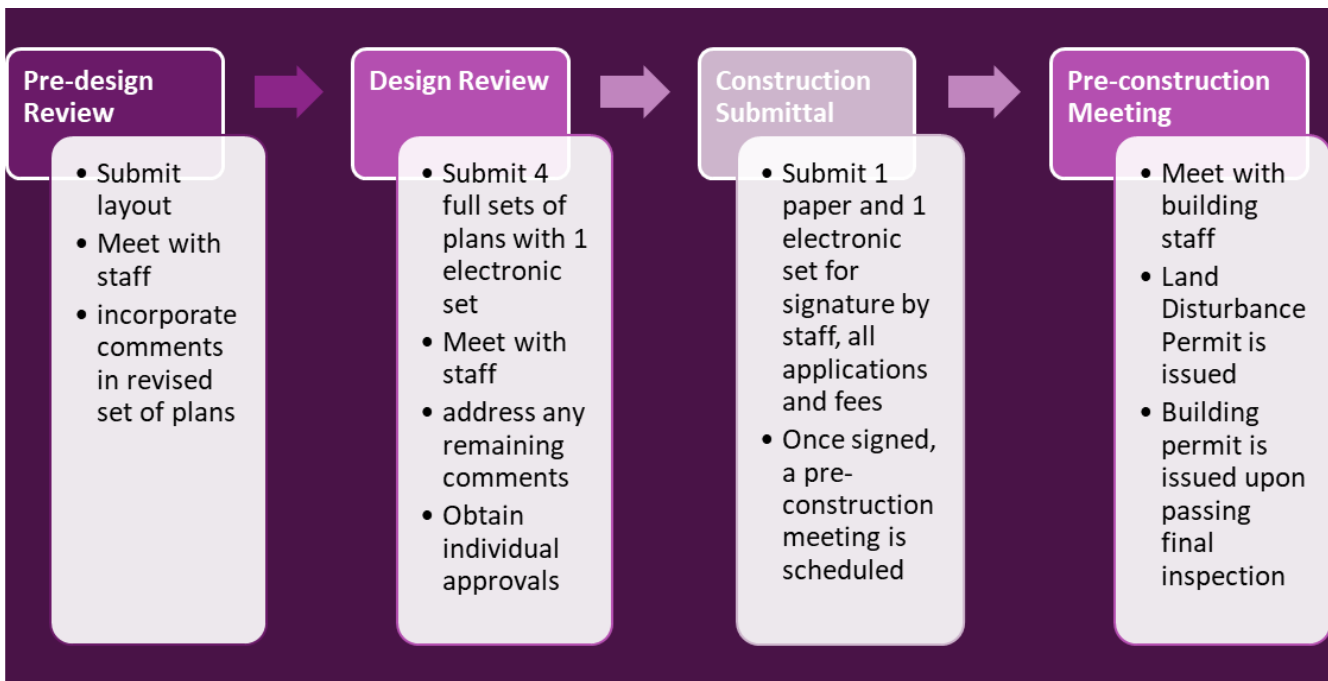 Pre-design
Review
• Submit
layout
• Meet with
staff
• incorporate
comments
in revised
set of plans
Design Review
• Submit 4
full sets of
plans with 1
electronic
set
• Meet with
staff
• address any
remaining
comments
• Obtain
individual
approvals
Construction
Submittal
• Submit 1
paper and 1
electronic
set for
signature by
staff, all
applications
and fees
• Once signed,
a pre-
construction
meeting is
scheduled
Pre-construction
Meeting
• Meet with
building
staff
• Land
Disturbance
Permit is
issued
• Building
permit is
issued upon
passing
final
inspection